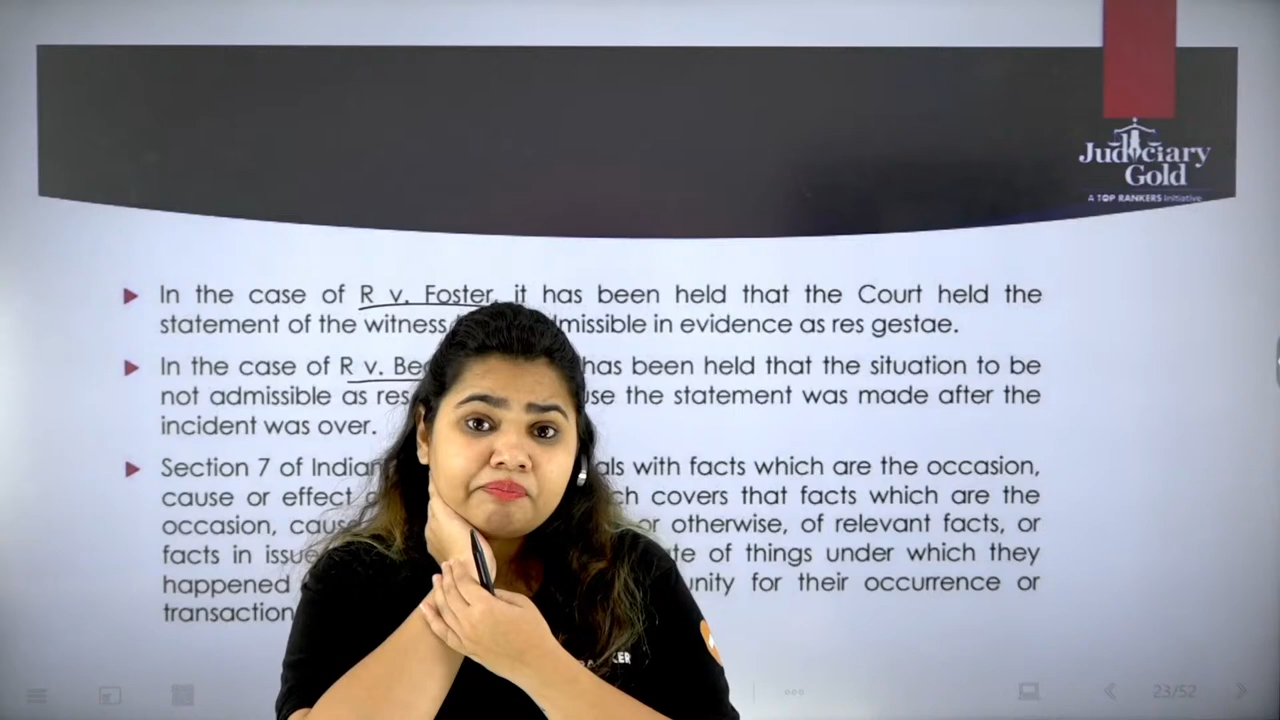 Judiciary
Gold
A TOP RANKERS Initiative
In the case of R v. Foster, it has been held that the Court held the
statement of the witness missible in evidence as res gestae.
In the case of R v. Be has been held that the situation to be
not admissible as res use the statement was made after the
incident was over.
Section 7 of Indian als with facts which are the occasion,
cause or effect ch covers that facts which are the
occasion, caus or otherwise, of relevant facts, or
facts in issue te of things under which they
happened unity for their occurrence or
transaction
KER
23/52